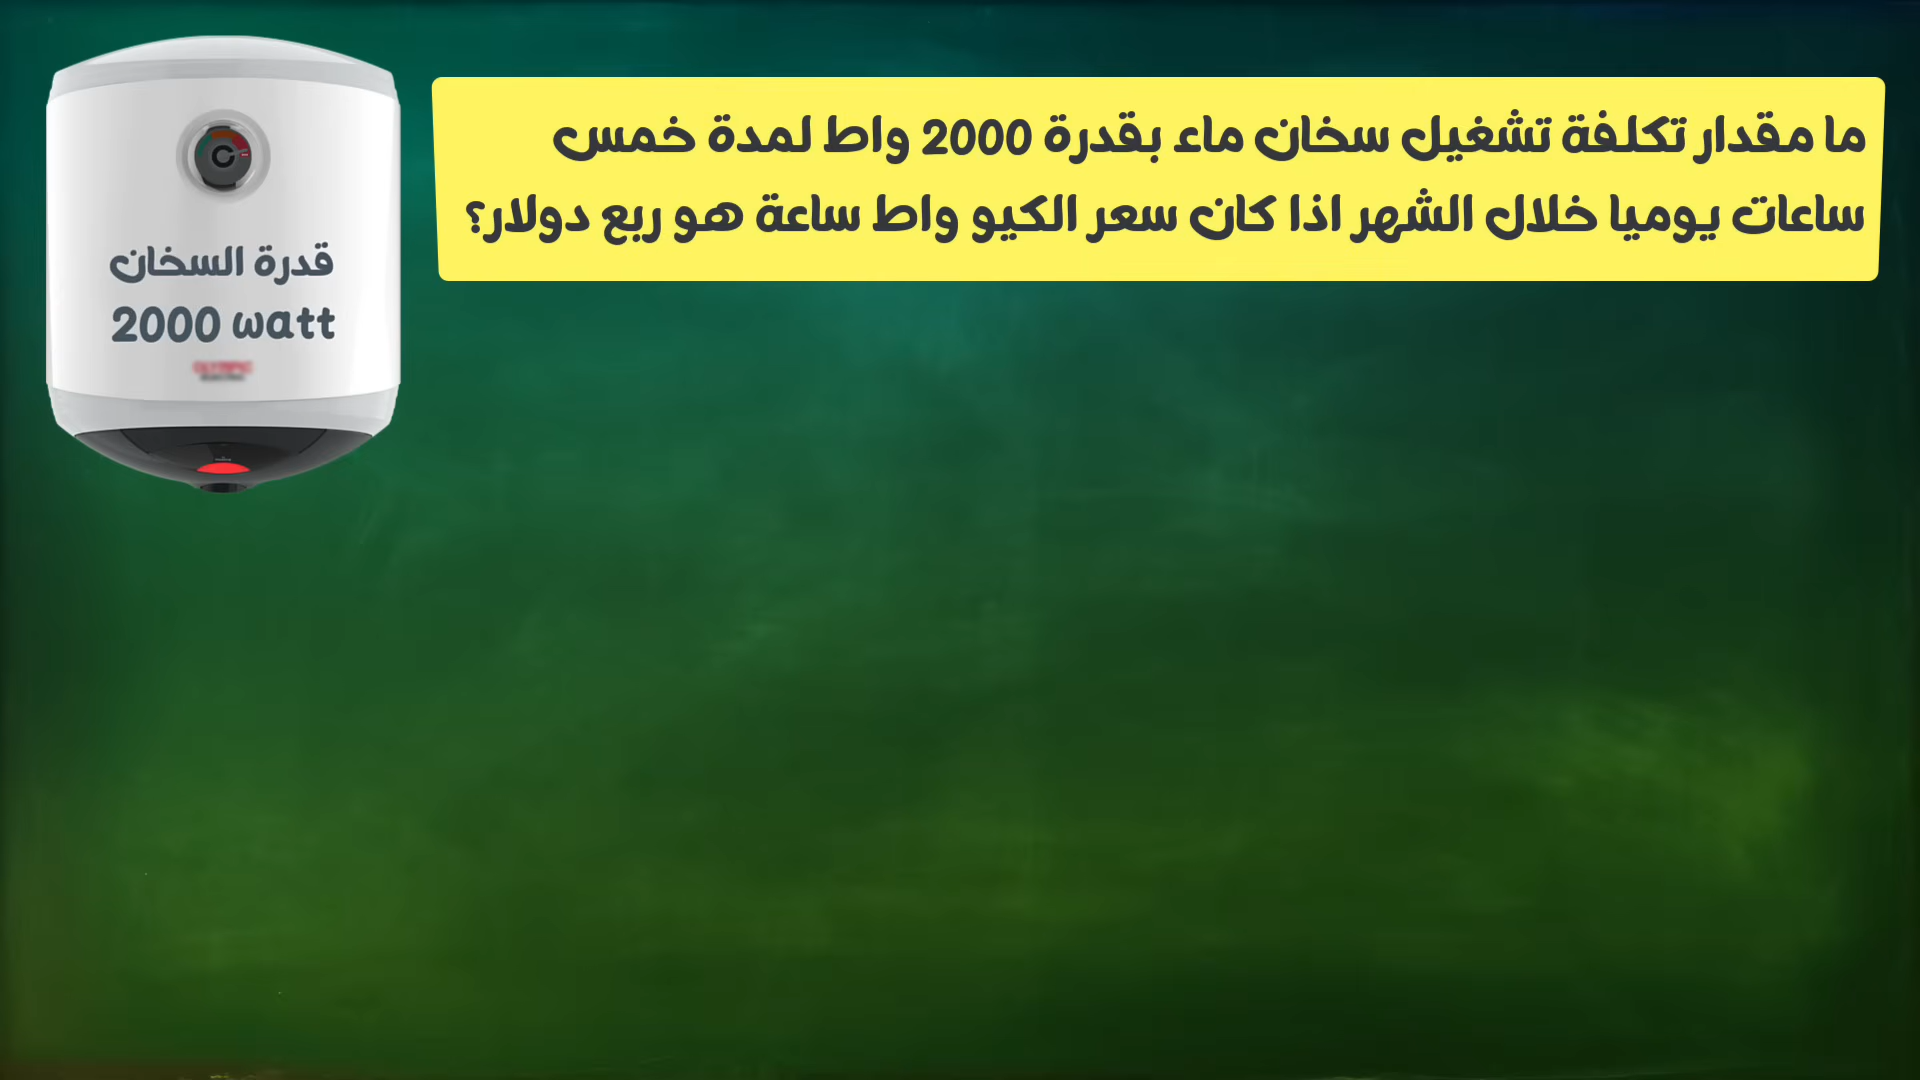 ما مقدار تكلفة تشغيل سخان ماء بقدرة 2000 واط لمدة خمس
ساعات يوميا خلال الشهر اذا كان سعر الكيو واط ساعة هو ربع دولار؟
قدرة السخان
2000 watt